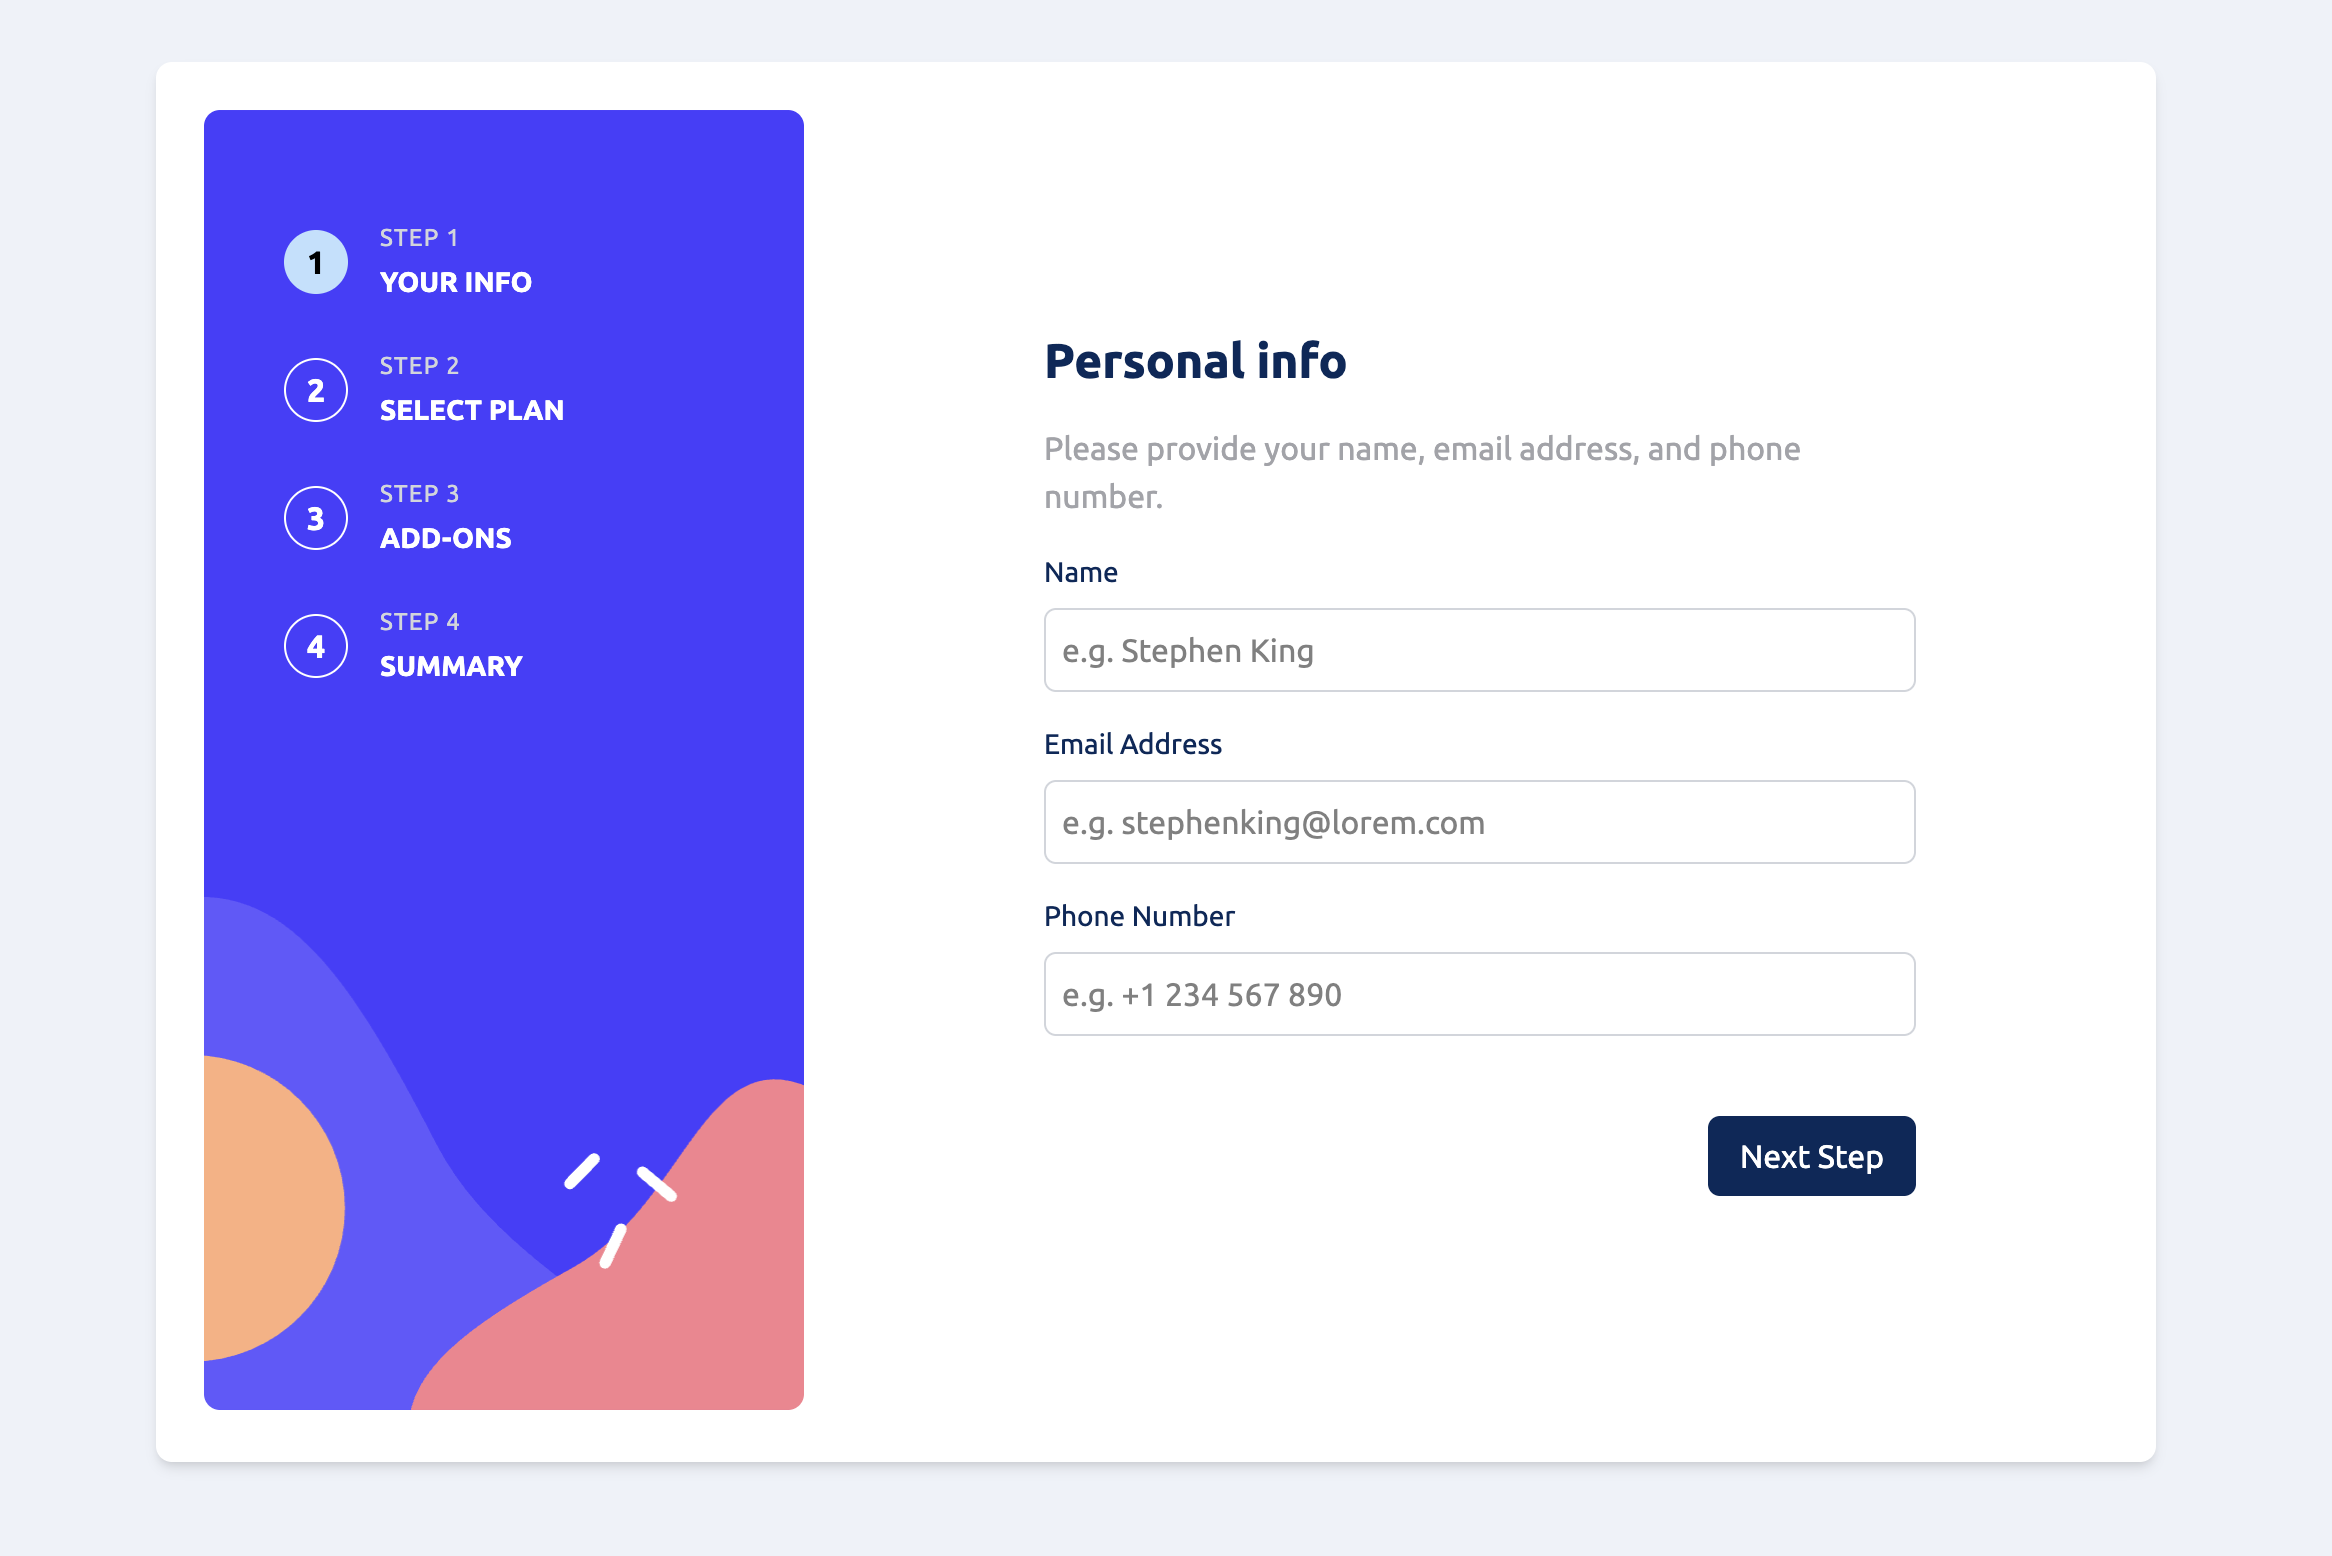 1
STEP 1
YOUR INFO
2
STEP 2
SELECT PLAN
3
STEP 3
ADD-ONS
4
STEP 4
SUMMARY
Personal info
Please provide your name, email address, and phone
number.
Name
e.g. Stephen King
Email Address
e.g. stephenking@lorem.com
Phone Number
e.g. +1 234 567 890
Next Step